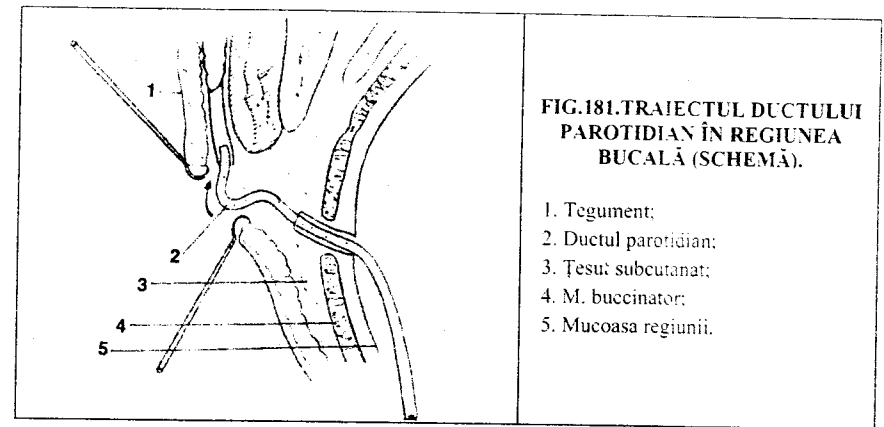 1
2
3
4
5
FIG.181.TRAIECTUL DUCTULUI
PAROTIDIAN ÎN REGIUNEA
BUCALĂ (SCHEMĂ).
1. Tegument;
2. Ductul parotidian;
3. Țesut subcutanat;
4. M. buccinator;
5. Mucoasa regiunii.